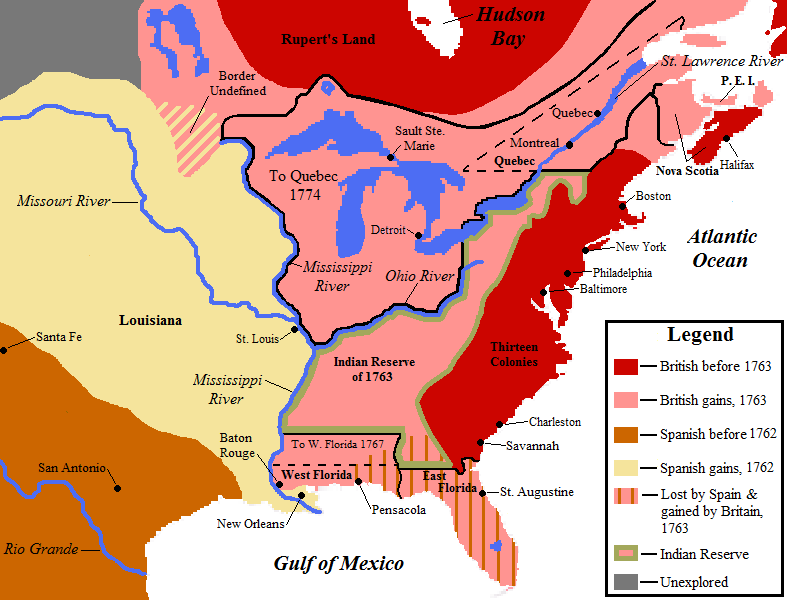 Hudson
Bay
Rupert's Land
St. Lawrence River
Border
Undefined
P. E. I.
Quebec
Sault Ste.
Marie
Montreal
Quebec
Nova Scotia
Halifax
To Quebec
1774
Missouri River
Boston
Detroit
Atlantic
Ocean
New York
Mississippi
River
Ohio River
Philadelphia
Baltimore
Louisiana
St. Louis
Santa Fe
Thirteen
Colonies
Indian Reserve
of 1763
Mississippi
River
Charleston
Baton
Rouge
To W. Florida 1767
Savannah
San Antonio
West Florida
East
Florida
St. Augustine
Pensacola
New Orleans
Rio Grande
Gulf of Mexico
Legend
British before 1763
British gains, 1763
Spanish before 1762
Spanish gains, 1762
Lost by Spain &
gained by Britain,
1763
Indian Reserve
Unexplored